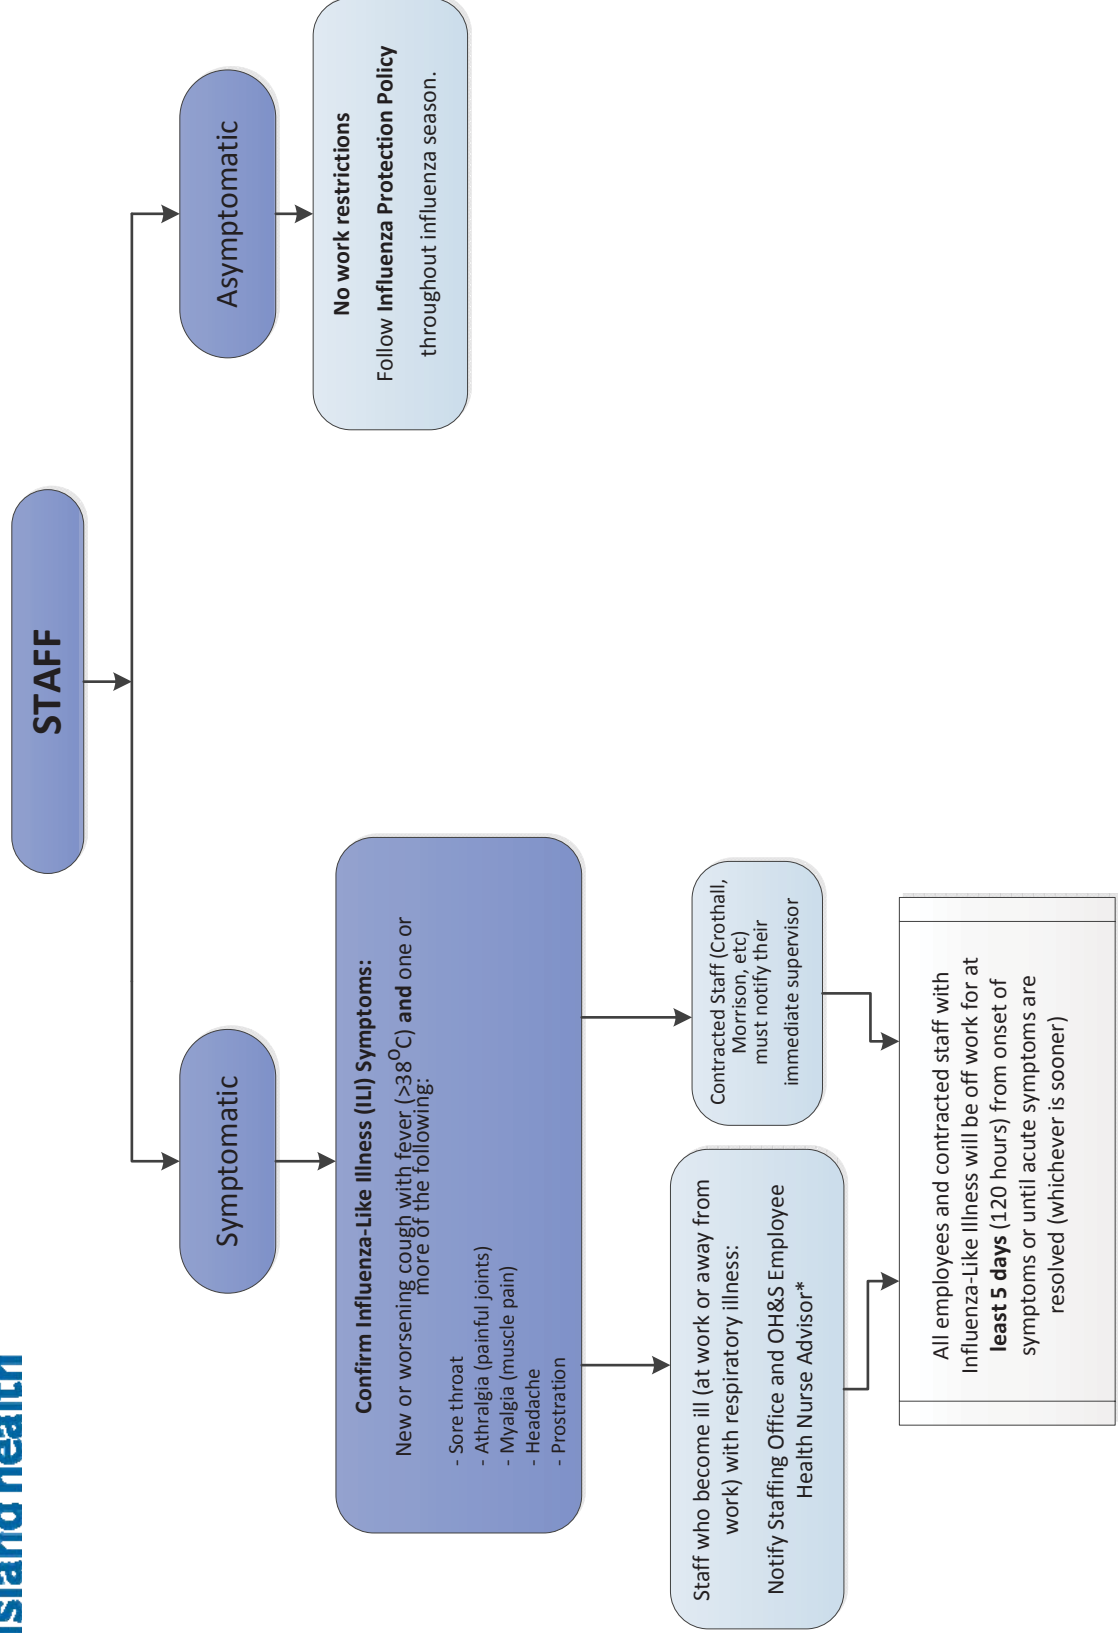 island health
STAFF
Symptomatic
Asymptomatic
Confirm Influenza-Like Illness (ILI) Symptoms:
New or worsening cough with fever (>38⁰C) and one or
more of the following:
- Sore throat
- Athralgia (painful joints)
- Myalgia (muscle pain)
- Headache
- Prostration
No work restrictions
Follow Influenza Protection Policy
throughout influenza season.
Staff who become ill (at work or away from
work) with respiratory illness:
Notify Staffing Office and OH&S Employee
Health Nurse Advisor*
Contracted Staff (Crothall,
Morrison, etc)
must notify their
immediate supervisor
All employees and contracted staff with
Influenza-Like Illness will be off work for at
least 5 days (120 hours) from onset of
symptoms or until acute symptoms are
resolved (whichever is sooner)